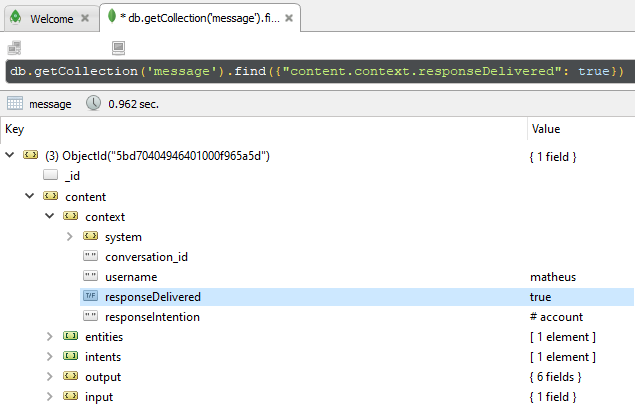 Welcome * db.getCollection('message').fi...
db.getCollection('message').find({"content.context.responseDelivered": true})
message 0.962 sec.
Key Value
(3) ObjectId("5bd70404946401000f965a5d") { 1 field }
_id
content
context
system
conversation_id
username matheus
responseDelivered true
responseIntention # account
entities [ 1 element ]
intents [ 1 element ]
output { 6 fields }
input { 1 field }